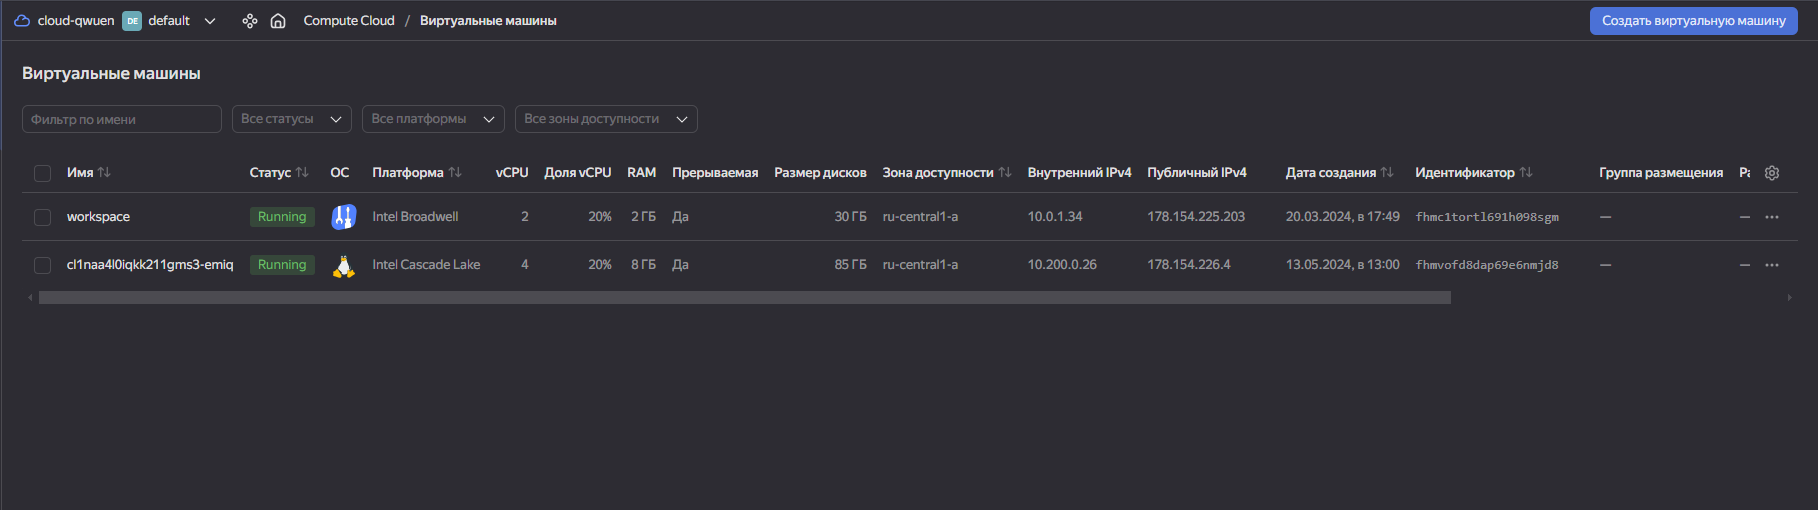 cloud-qwuen DE default Compute Cloud / Виртуальные машины Создать виртуальную машину
Виртуальные машины
Фильтр по имени Все статусы Все платформы Все зоны доступности
Имя Статус ОС Платформа vCPU Доля vCPU RAM Прерываемая Размер дисков Зона доступности Внутренний IPv4 Публичный IPv4 Дата создания Идентификатор Группа размещения Ра
workspace Running Intel Broadwell 2 20% 2 ГБ Да 30 ГБ ru-central1-a 10.0.1.34 178.154.225.203 20.03.2024, в 17:49 fhmc1tortl691h098sgm — — ···
cl1naa4l0iqkk211gms3-emiq Running Intel Cascade Lake 4 20% 8 ГБ Да 85 ГБ ru-central1-a 10.200.0.26 178.154.226.4 13.05.2024, в 13:00 fhmvofd8dap69e6nmjd8 — — ···